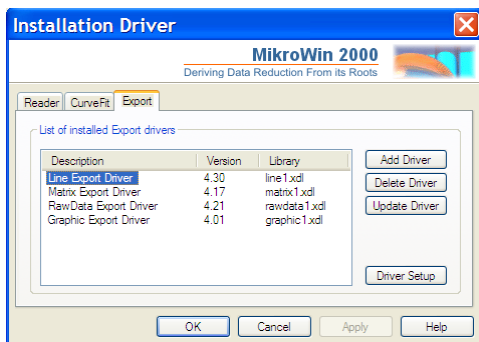 Installation Driver
MikroWin 2000
Deriving Data Reduction From its Roots
Reader CurveFit Export
List of installed Export drivers
Description Version Library
Line Export Driver 4.30 line1.xdl
Matrix Export Driver 4.17 matrix1.xdl
RawData Export Driver 4.21 rawdata1.xdl
Graphic Export Driver 4.01 graphic1.xdl
Add Driver
Delete Driver
Update Driver
Driver Setup
OK Cancel Apply Help